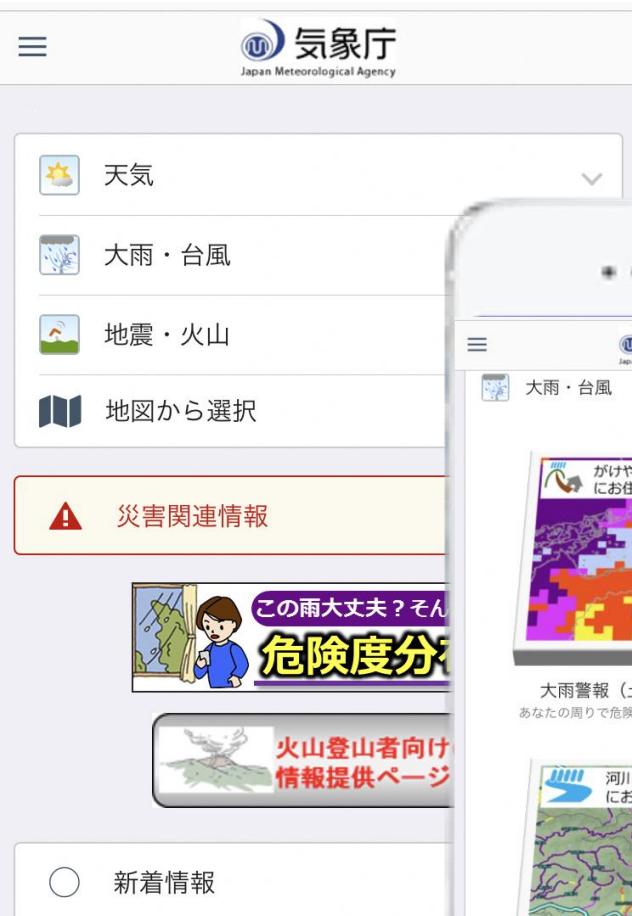 気象庁
Japan Meteorological Agency
天気
大雨・台風
地震・火山
地図から選択
災害関連情報
この雨大丈夫？そん
危険度分
火山登山者向け
情報提供ページ
新着情報
大雨・台風
がけや
にお住
大雨警報（土
あなたの周りで危険
河川
にお